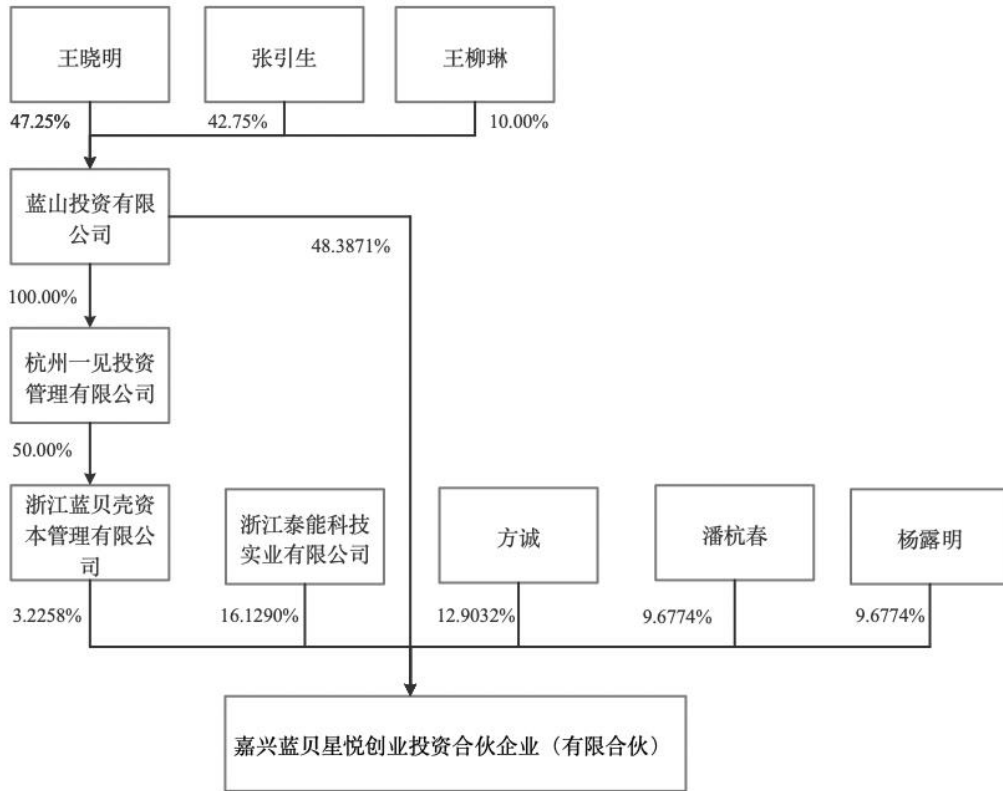 王晓明
张引生
王柳琳
47.25%
42.75%
10.00%
蓝山投资有限
公司
48.3871%
100.00%
杭州一见投资
管理有限公司
50.00%
浙江蓝贝壳资
本管理有限公
司
浙江泰能科技
实业有限公司
方诚
潘杭春
杨露明
3.2258%
16.1290%
12.9032%
9.6774%
9.6774%
嘉兴蓝贝星悦创业投资合伙企业（有限合伙）